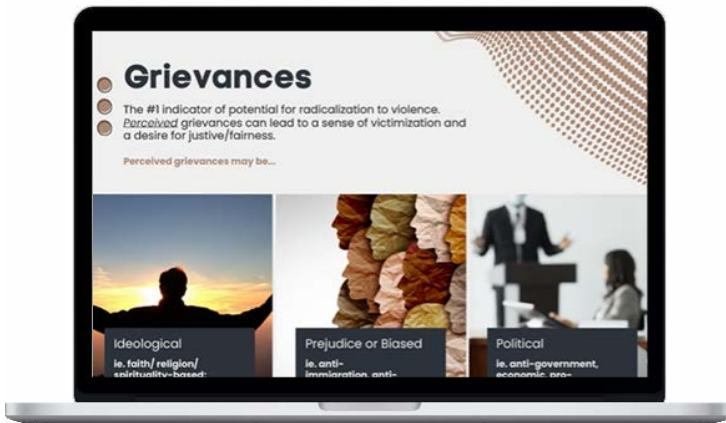 Grievances
The #1 indicator of potential for radicalization to violence.
Perceived grievances can lead to a sense of victimization and
a desire for justive/fairness.
Perceived grievances may be...
Ideological
ie. faith/ religion/
spirituality-based;
Prejudice or Biased
ie. anti-
immigration, anti-
Political
ie. anti-government,
economic, pro-